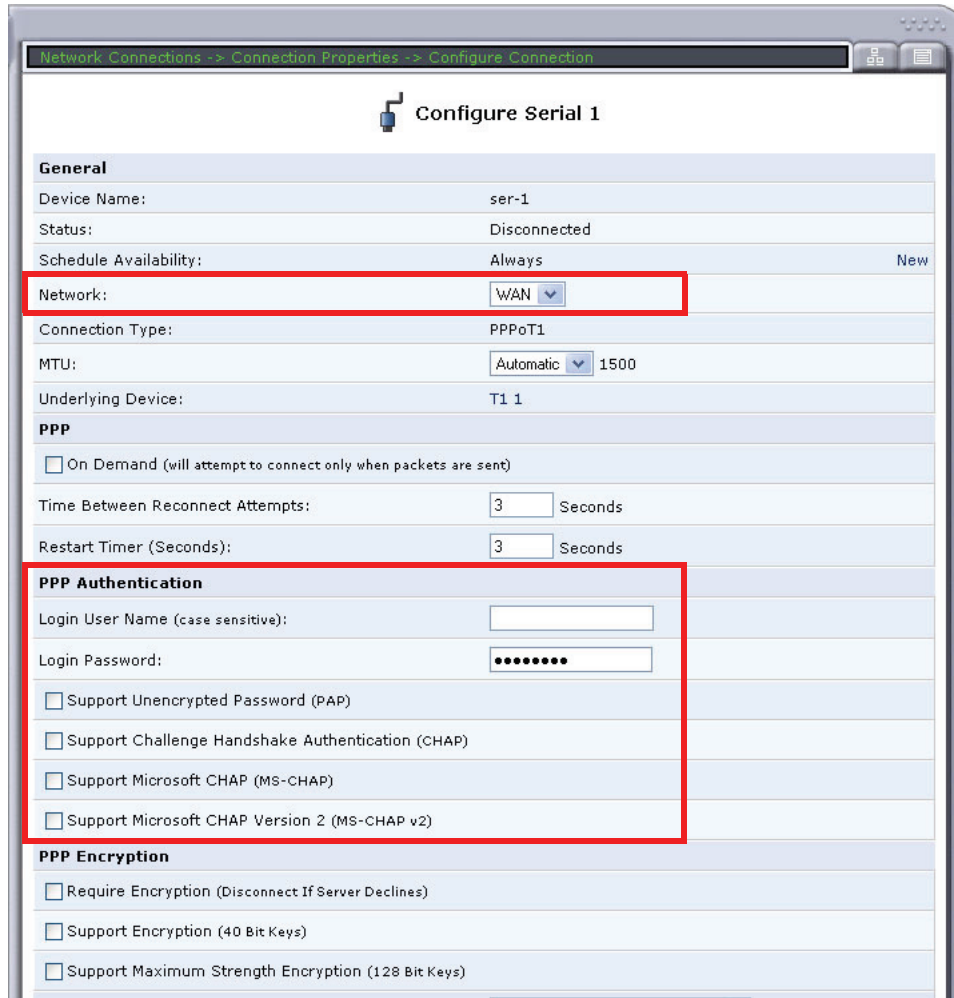 Network Connections -> Connection Properties -> Configure Connection
Configure Serial 1
General
Device Name: ser-1
Status: Disconnected
Schedule Availability: Always New
Network: WAN
Connection Type: PPPoT1
MTU: Automatic 1500
Underlying Device: T1 1
PPP
On Demand (will attempt to connect only when packets are sent)
Time Between Reconnect Attempts: 3 Seconds
Restart Timer (Seconds): 3 Seconds
PPP Authentication
Login User Name (case sensitive):
Login Password: ●●●●●●●●
Support Unencrypted Password (PAP)
Support Challenge Handshake Authentication (CHAP)
Support Microsoft CHAP (MS-CHAP)
Support Microsoft CHAP Version 2 (MS-CHAP v2)
PPP Encryption
Require Encryption (Disconnect If Server Declines)
Support Encryption (40 Bit Keys)
Support Maximum Strength Encryption (128 Bit Keys)